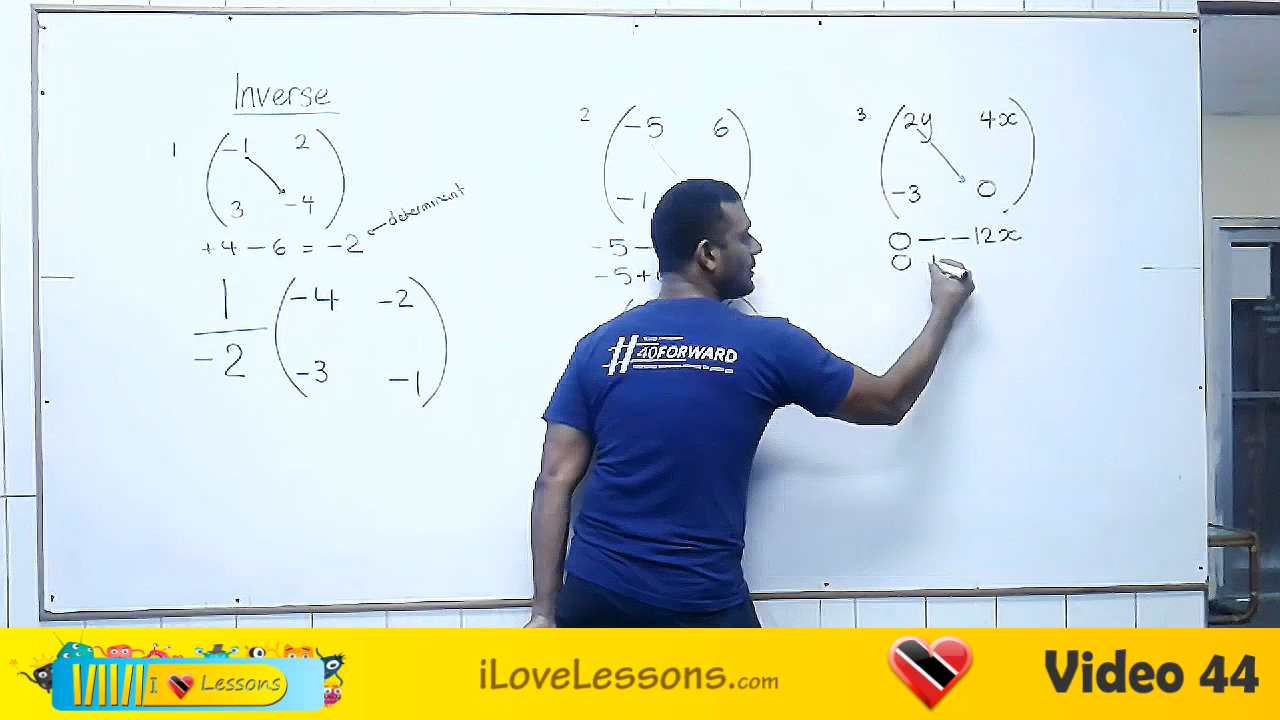 Inverse
1
-1 2
3 -4
+4 - 6 = -2 ← determinant
1
-2
-4 -2
-3 -1
2
-5 6
-1
-5 -
-5 +
3.
2y 4x
-3 0
0 - -12x
0
#40FORWARD
I ❤ Lessons
iLoveLessons.com
Video 44